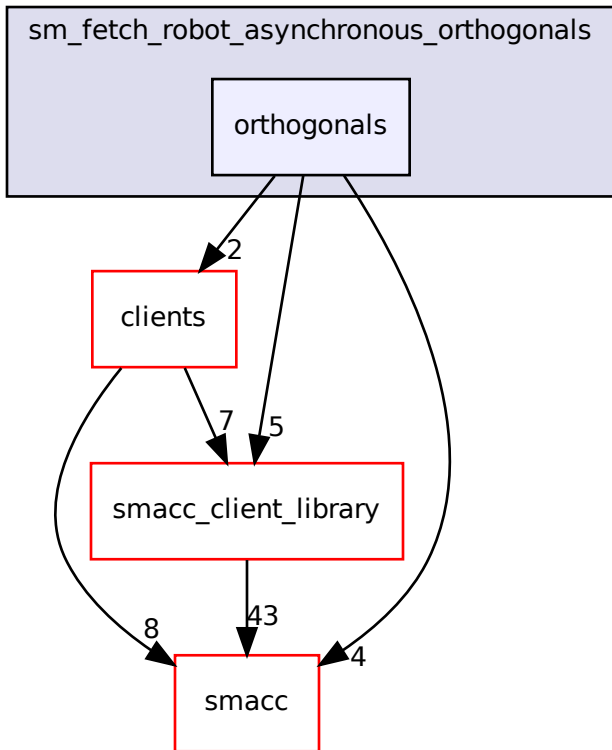 sm_fetch_robot_asynchronous_orthogonals
orthogonals
2
clients
7
5
smacc_client_library
8
43
4
smacc